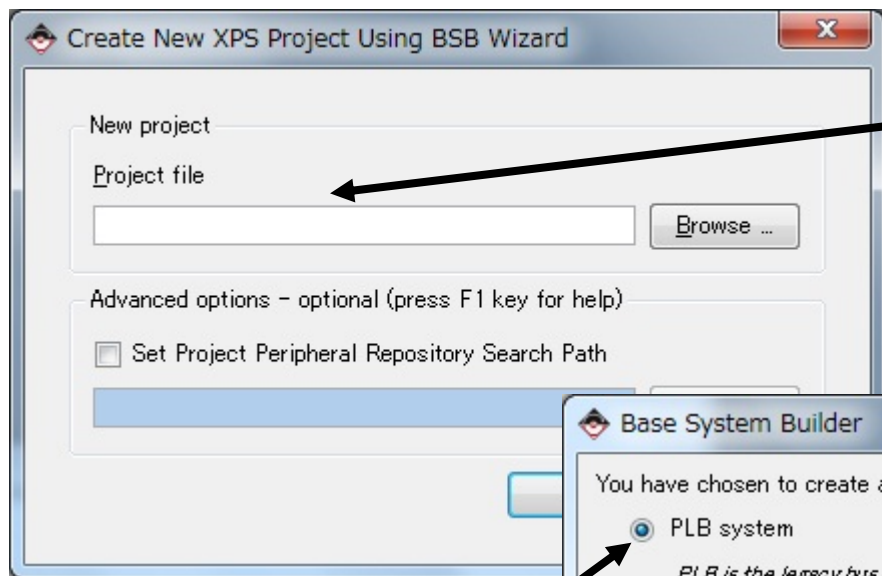 Create New XPS Project Using BSB Wizard
New project
Project file
Browse ...
Advanced options - optional (press F1 key for help)
Set Project Peripheral Repository Search Path
Base System Builder
You have chosen to create a
PLB system
PLB is the legacy bus